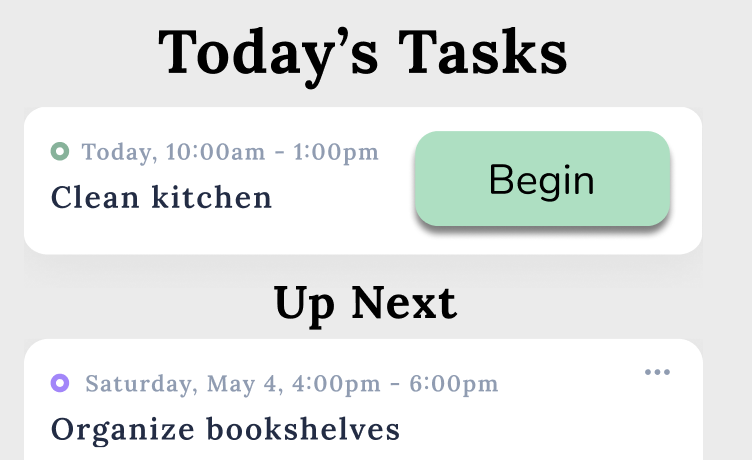 Today’s Tasks
Today, 10:00am - 1:00pm
Clean kitchen
Begin
Up Next
Saturday, May 4, 4:00pm - 6:00pm
Organize bookshelves